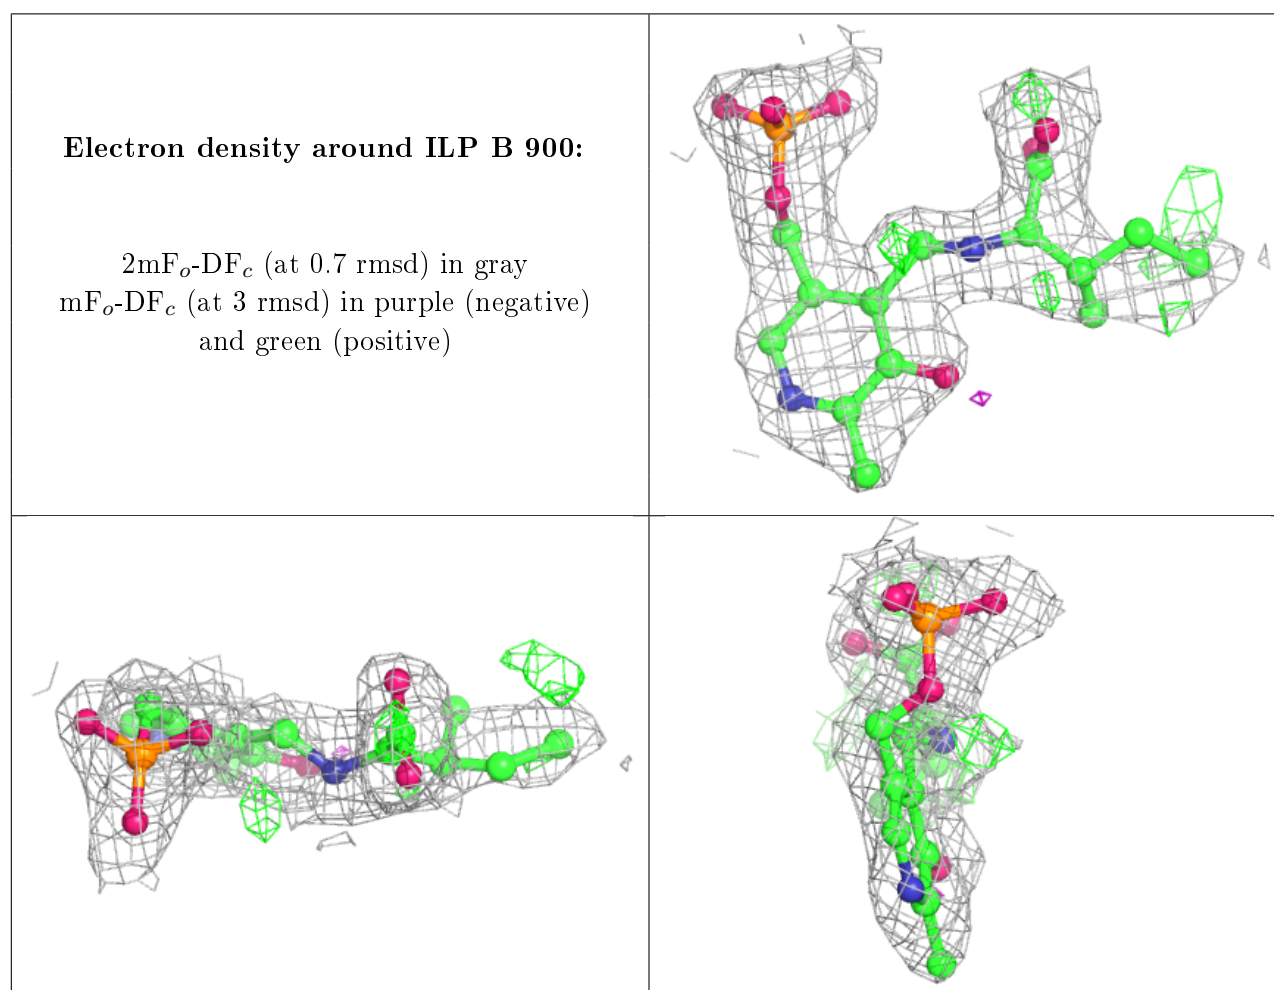 Electron density around ILP B 900:
2mFo-DFc (at 0.7 rmsd) in gray
mFo-DFc (at 3 rmsd) in purple (negative)
and green (positive)